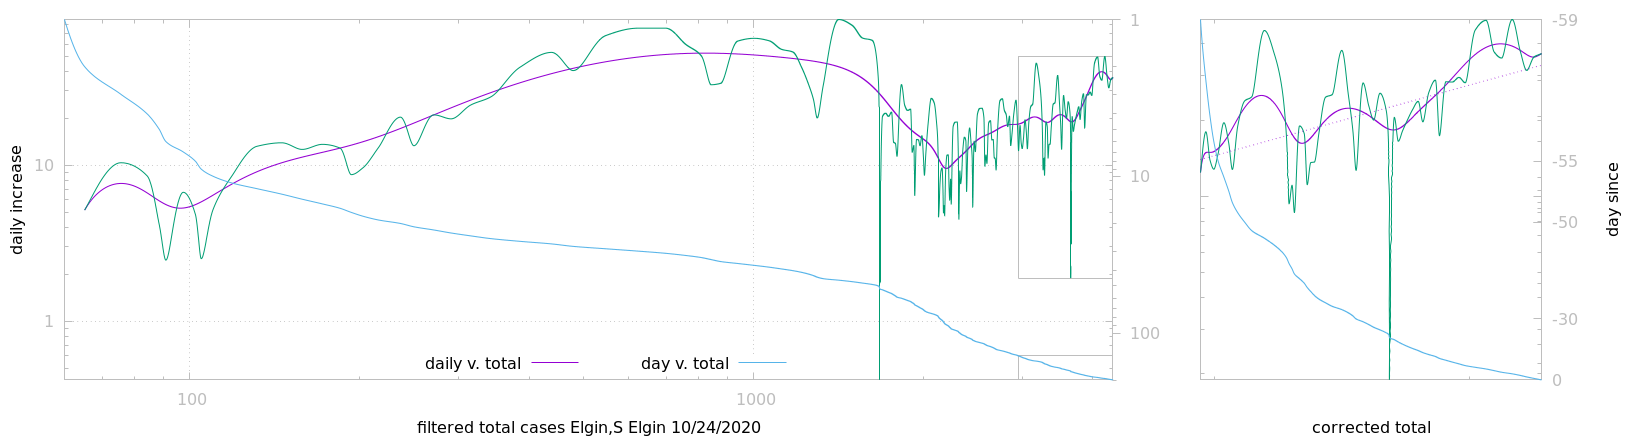 daily increase
10
1
daily v. total
day v. total
100
1000
filtered total cases Elgin,S Elgin 10/24/2020
1
10
100
-59
-55
-50
-30
0
day since
corrected total